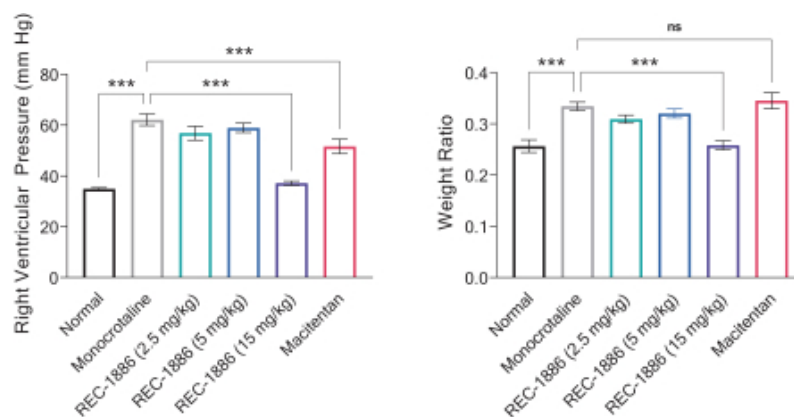 Right Ventricular Pressure (mm Hg)
80
60
40
20
0
***
***
***
Normal
Monocrotaline
REC-1886 (2.5 mg/kg)
REC-1886 (5 mg/kg)
REC-1886 (15 mg/kg)
Macitentan
Weight Ratio
0.4
0.3
0.2
0.1
0.0
ns
***
***
Normal
Monocrotaline
REC-1886 (2.5 mg/kg)
REC-1886 (5 mg/kg)
REC-1886 (15 mg/kg)
Macitentan